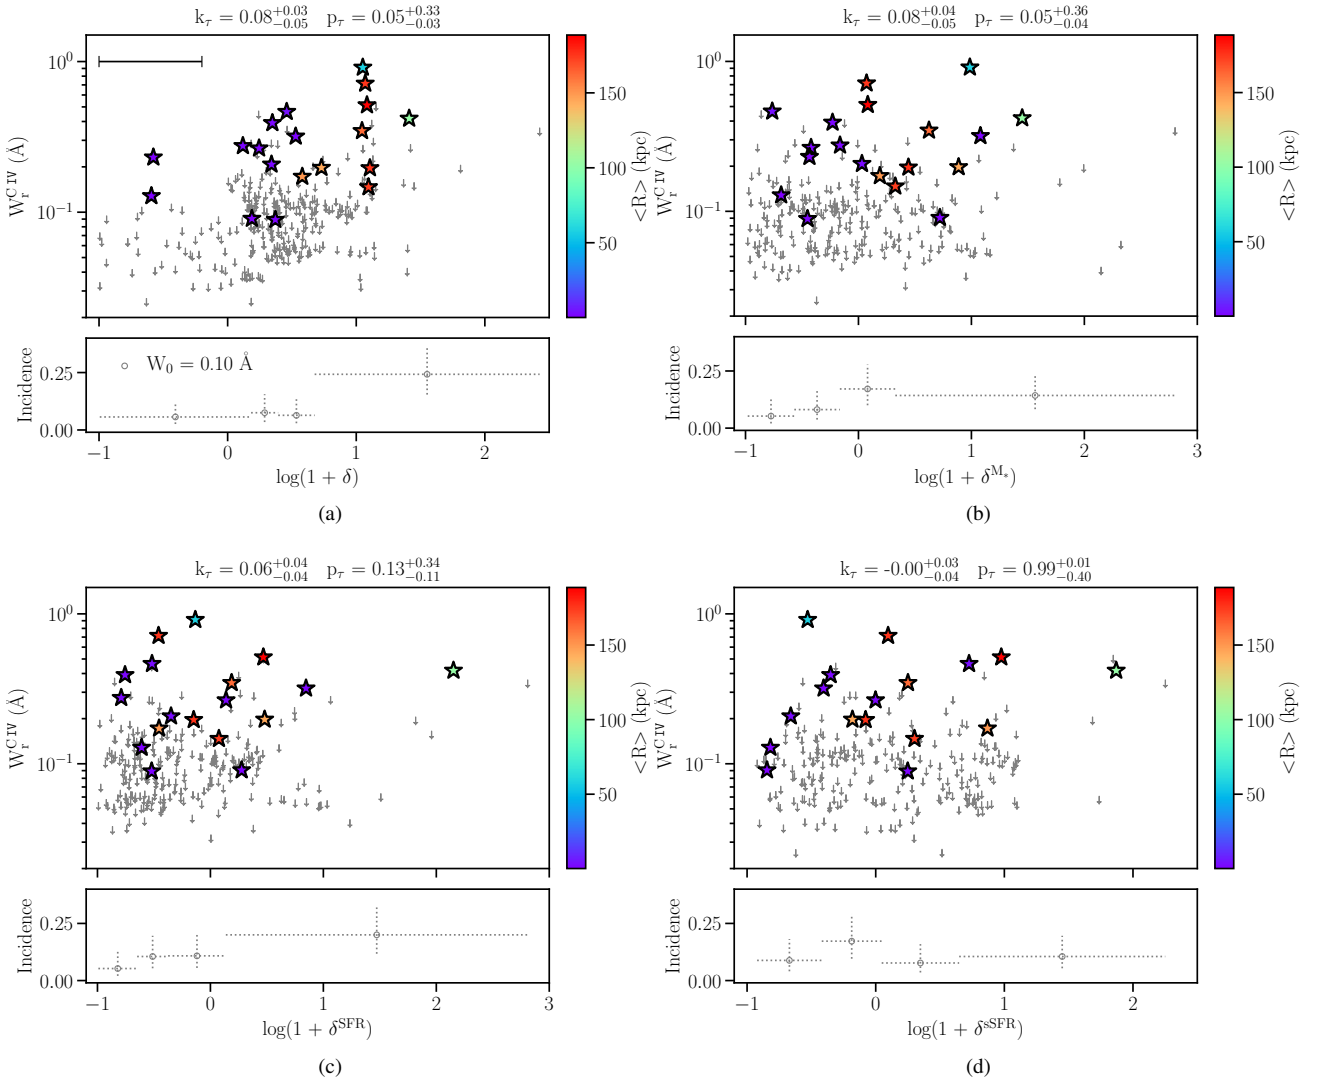 k_τ = 0.08^{+0.03}_{−0.05} p_τ = 0.05^{+0.33}_{−0.03}
10^0
10^{−1}
W_r^{C IV} (Å)
150
100
50
<R> (kpc)
W_0 = 0.10 Å
0.25
0.00
Incidence
−1 0 1 2
log(1 + δ)
(a)
k_τ = 0.08^{+0.04}_{−0.05} p_τ = 0.05^{+0.36}_{−0.04}
10^0
10^{−1}
W_r^{C IV} (Å)
150
100
50
<R> (kpc)
0.25
0.00
Incidence
−1 0 1 2 3
log(1 + δ^{M_*})
(b)
k_τ = 0.06^{+0.04}_{−0.04} p_τ = 0.13^{+0.34}_{−0.11}
10^0
10^{−1}
W_r^{C IV} (Å)
150
100
50
<R> (kpc)
0.25
0.00
Incidence
−1 0 1 2 3
log(1 + δ^{SFR})
(c)
k_τ = -0.00^{+0.03}_{−0.04} p_τ = 0.99^{+0.01}_{−0.40}
10^0
10^{−1}
W_r^{C IV} (Å)
150
100
50
<R> (kpc)
0.25
0.00
Incidence
−1 0 1 2
log(1 + δ^{sSFR})
(d)